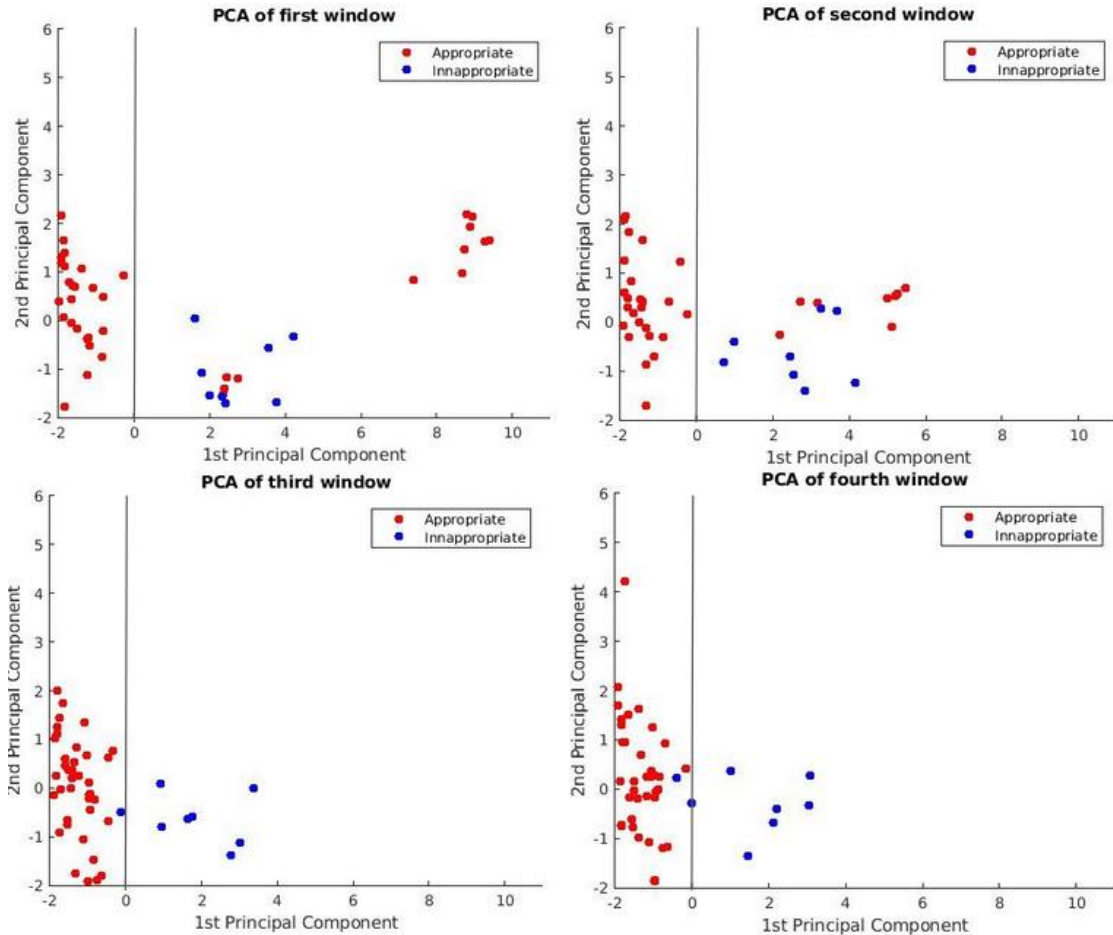 PCA of first window
6
5
4
3
2
1
0
-1
-2
2nd Principal Component
Appropriate
Innappropriate
-2 0 2 4 6 8 10
1st Principal Component
PCA of second window
6
5
4
3
2
1
0
-1
-2
2nd Principal Component
Appropriate
Innappropriate
-2 0 2 4 6 8 10
1st Principal Component
PCA of third window
6
5
4
3
2
1
0
-1
-2
2nd Principal Component
Appropriate
Innappropriate
-2 0 2 4 6 8 10
1st Principal Component
PCA of fourth window
6
5
4
3
2
1
0
-1
-2
2nd Principal Component
Appropriate
Innappropriate
-2 0 2 4 6 8 10
1st Principal Component